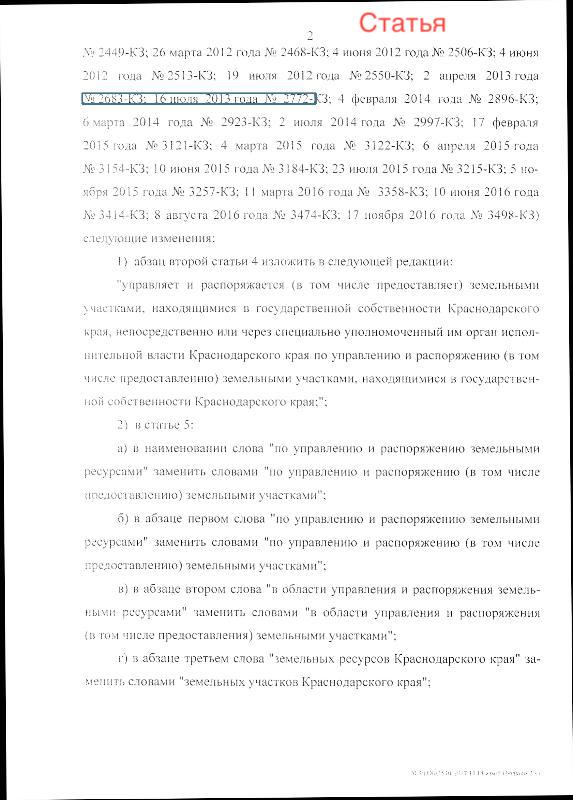 Статья
2
№ 2449-КЗ; 26 марта 2012 года № 2468-КЗ; 4 июня 2012 года № 2506-КЗ; 4 июня
2012 года № 2513-КЗ; 19 июля 2012 года № 2550-КЗ; 2 апреля 2013 года
№ 2683-КЗ; 16 июля 2013 года № 2772-КЗ; 4 февраля 2014 года № 2896-КЗ;
6 марта 2014 года № 2923-КЗ; 2 июля 2014 года № 2997-КЗ; 17 февраля
2015 года № 3121-КЗ; 4 марта 2015 года № 3122-КЗ; 6 апреля 2015 года
№ 3154-КЗ; 10 июня 2015 года № 3184-КЗ; 23 июля 2015 года № 3215-КЗ; 5 но-
ября 2015 года № 3257-КЗ; 11 марта 2016 года № 3358-КЗ; 10 июня 2016 года
№ 3414-КЗ; 8 августа 2016 года № 3474-КЗ; 17 ноября 2016 года № 3498-КЗ)
следующие изменения:
1) абзац второй статьи 4 изложить в следующей редакции:
"управляет и распоряжается (в том числе предоставляет) земельными
участками, находящимися в государственной собственности Краснодарского
края, непосредственно или через специально уполномоченный им орган испол-
нительной власти Краснодарского края по управлению и распоряжению (в том
числе предоставлению) земельными участками, находящимися в государствен-
ной собственности Краснодарского края;";
2) в статье 5:
а) в наименовании слова "по управлению и распоряжению земельными
ресурсами" заменить словами "по управлению и распоряжению (в том числе
предоставлению) земельными участками";
б) в абзаце первом слова "по управлению и распоряжению земельными
ресурсами" заменить словами "по управлению и распоряжению (в том числе
предоставлению) земельными участками";
в) в абзаце втором слова "в области управления и распоряжения земель-
ными ресурсами" заменить словами "в области управления и распоряжения
(в том числе предоставления) земельными участками";
г) в абзаце третьем слова "земельных ресурсов Краснодарского края" за-
менить словами "земельных участков Краснодарского края";